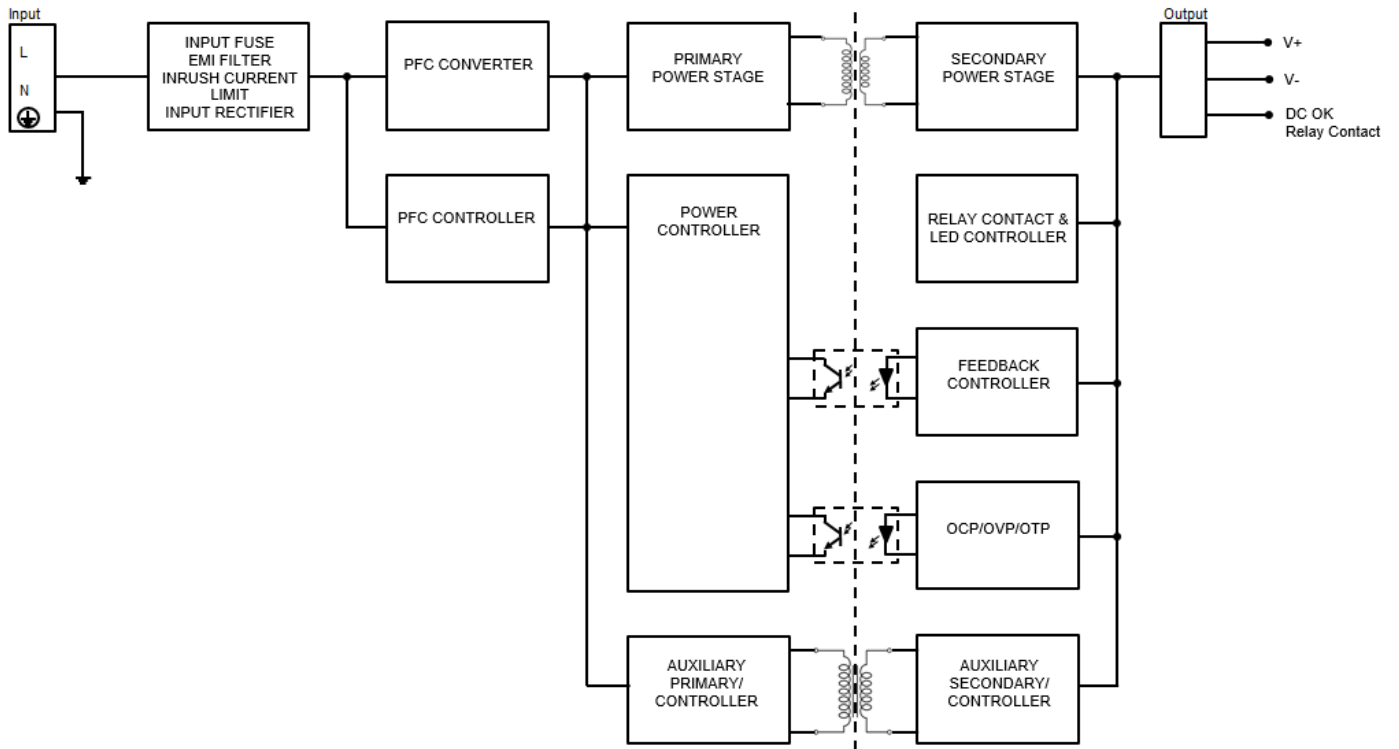 Input
L
N
INPUT FUSE
EMI FILTER
INRUSH CURRENT
LIMIT
INPUT RECTIFIER
PFC CONVERTER
PFC CONTROLLER
PRIMARY
POWER STAGE
POWER
CONTROLLER
AUXILIARY
PRIMARY/
CONTROLLER
SECONDARY
POWER STAGE
RELAY CONTACT &
LED CONTROLLER
FEEDBACK
CONTROLLER
OCP/OVP/OTP
AUXILIARY
SECONDARY/
CONTROLLER
Output
V+
V-
DC OK
Relay Contact